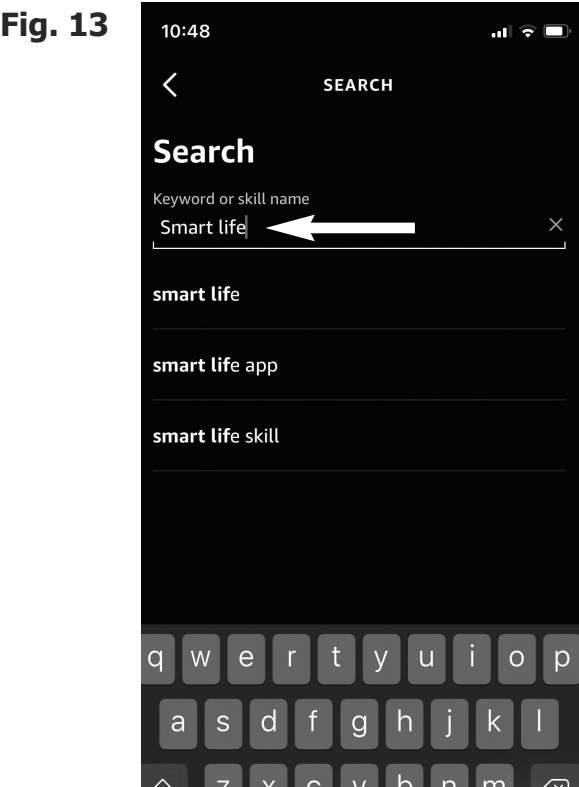 Fig. 13
10:48
SEARCH
Search
Keyword or skill name
Smart life
smart life
smart life app
smart life skill
q w e r t y u i o p
a s d f g h j k l
z x c v b n m